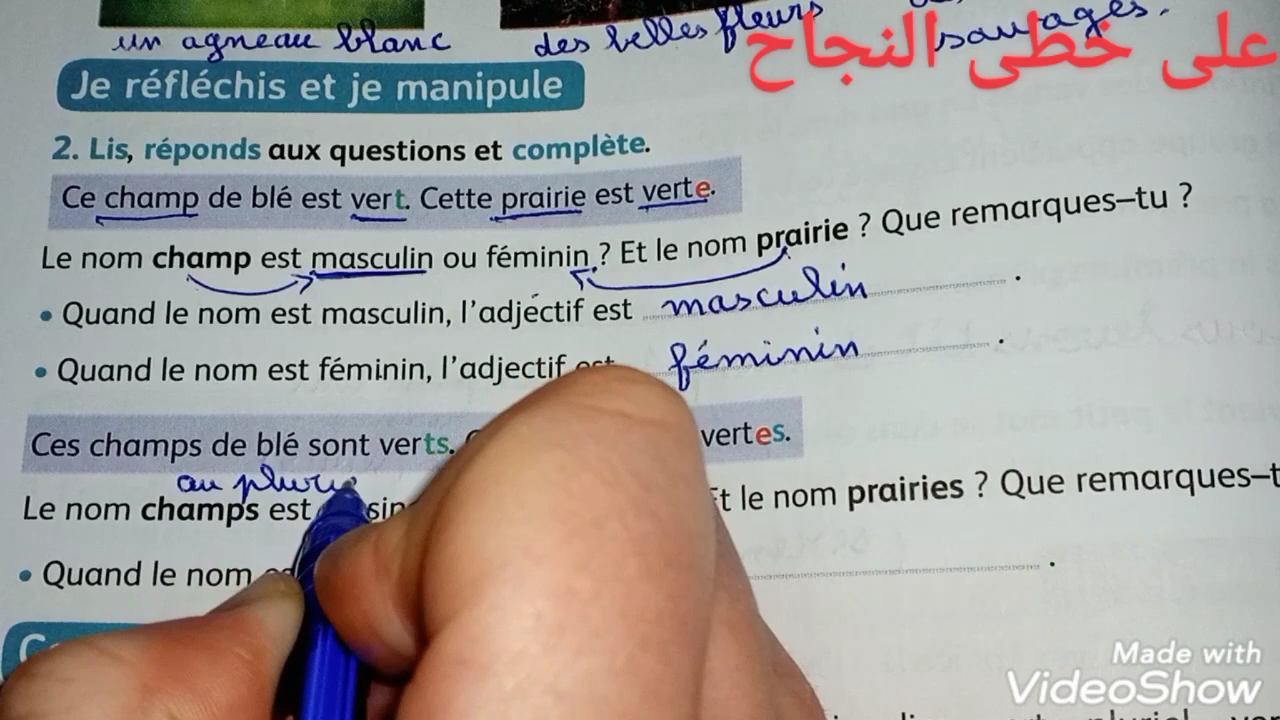 un agneau blanc des belles fleurs sauvages.
على خطى النجاح
Je réfléchis et je manipule
2. Lis, réponds aux questions et complète.
Ce champ de blé est vert. Cette prairie est verte.
Le nom champ est masculin ou féminin ? Et le nom prairie ? Que remarques-tu ?
• Quand le nom est masculin, l'adjectif est masculin .
• Quand le nom est féminin, l'adjectif est féminin .
Ces champs de blé sont verts. vertes.
au pluri
Le nom champs est le nom prairies ? Que remarques-t
• Quand le nom .
Made with
VideoShow